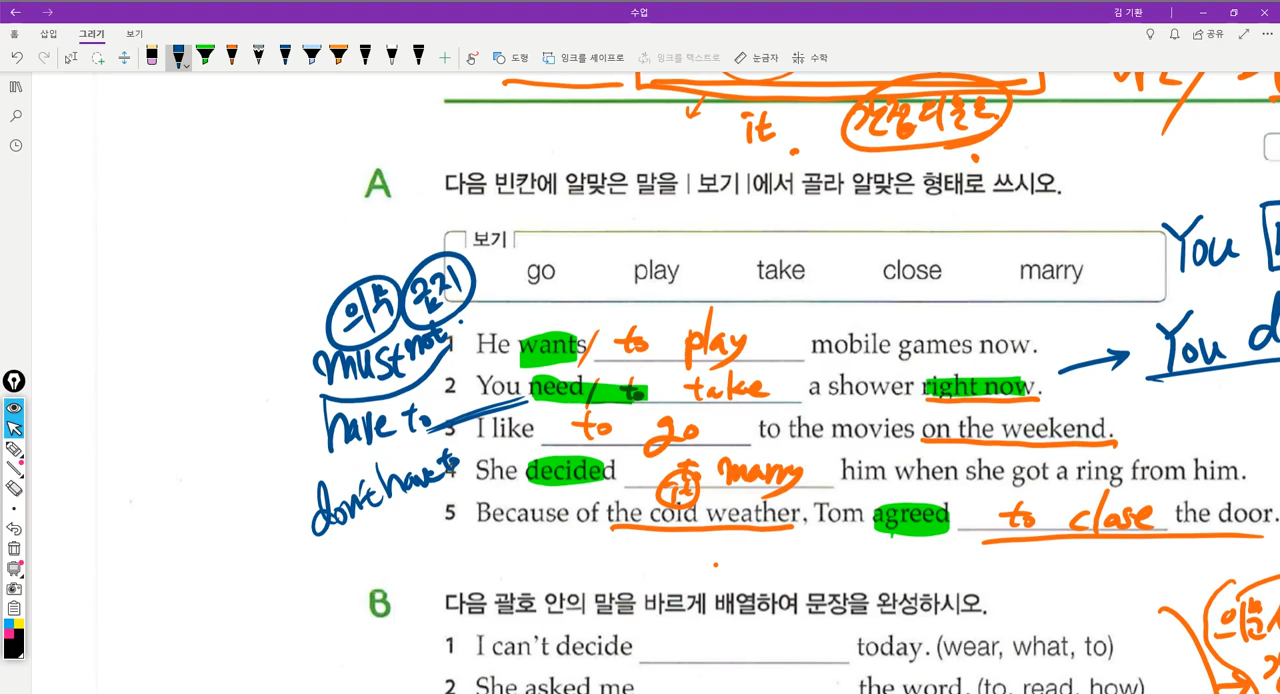 수업
김 기환
홈 삽입 그리기 보기
공유
도형 잉크를 셰이프로 잉크를 텍스트로 눈금자 수학
it
A 다음 빈칸에 알맞은 말을 | 보기 |에서 골라 알맞은 형태로 쓰시오.
보기
go play take close marry
You
의무 금지
must not.
have to
don't have to
1 He wants / to play mobile games now.
2 You need / to take a shower right now.
You d
3 I like to go to the movies on the weekend.
4 She decided to marry him when she got a ring from him.
5 Because of the cold weather, Tom agreed to close the door.
B 다음 괄호 안의 말을 바르게 배열하여 문장을 완성하시오.
1 I can't decide today. (wear, what, to)
2 She asked me the word. (to, read, how)